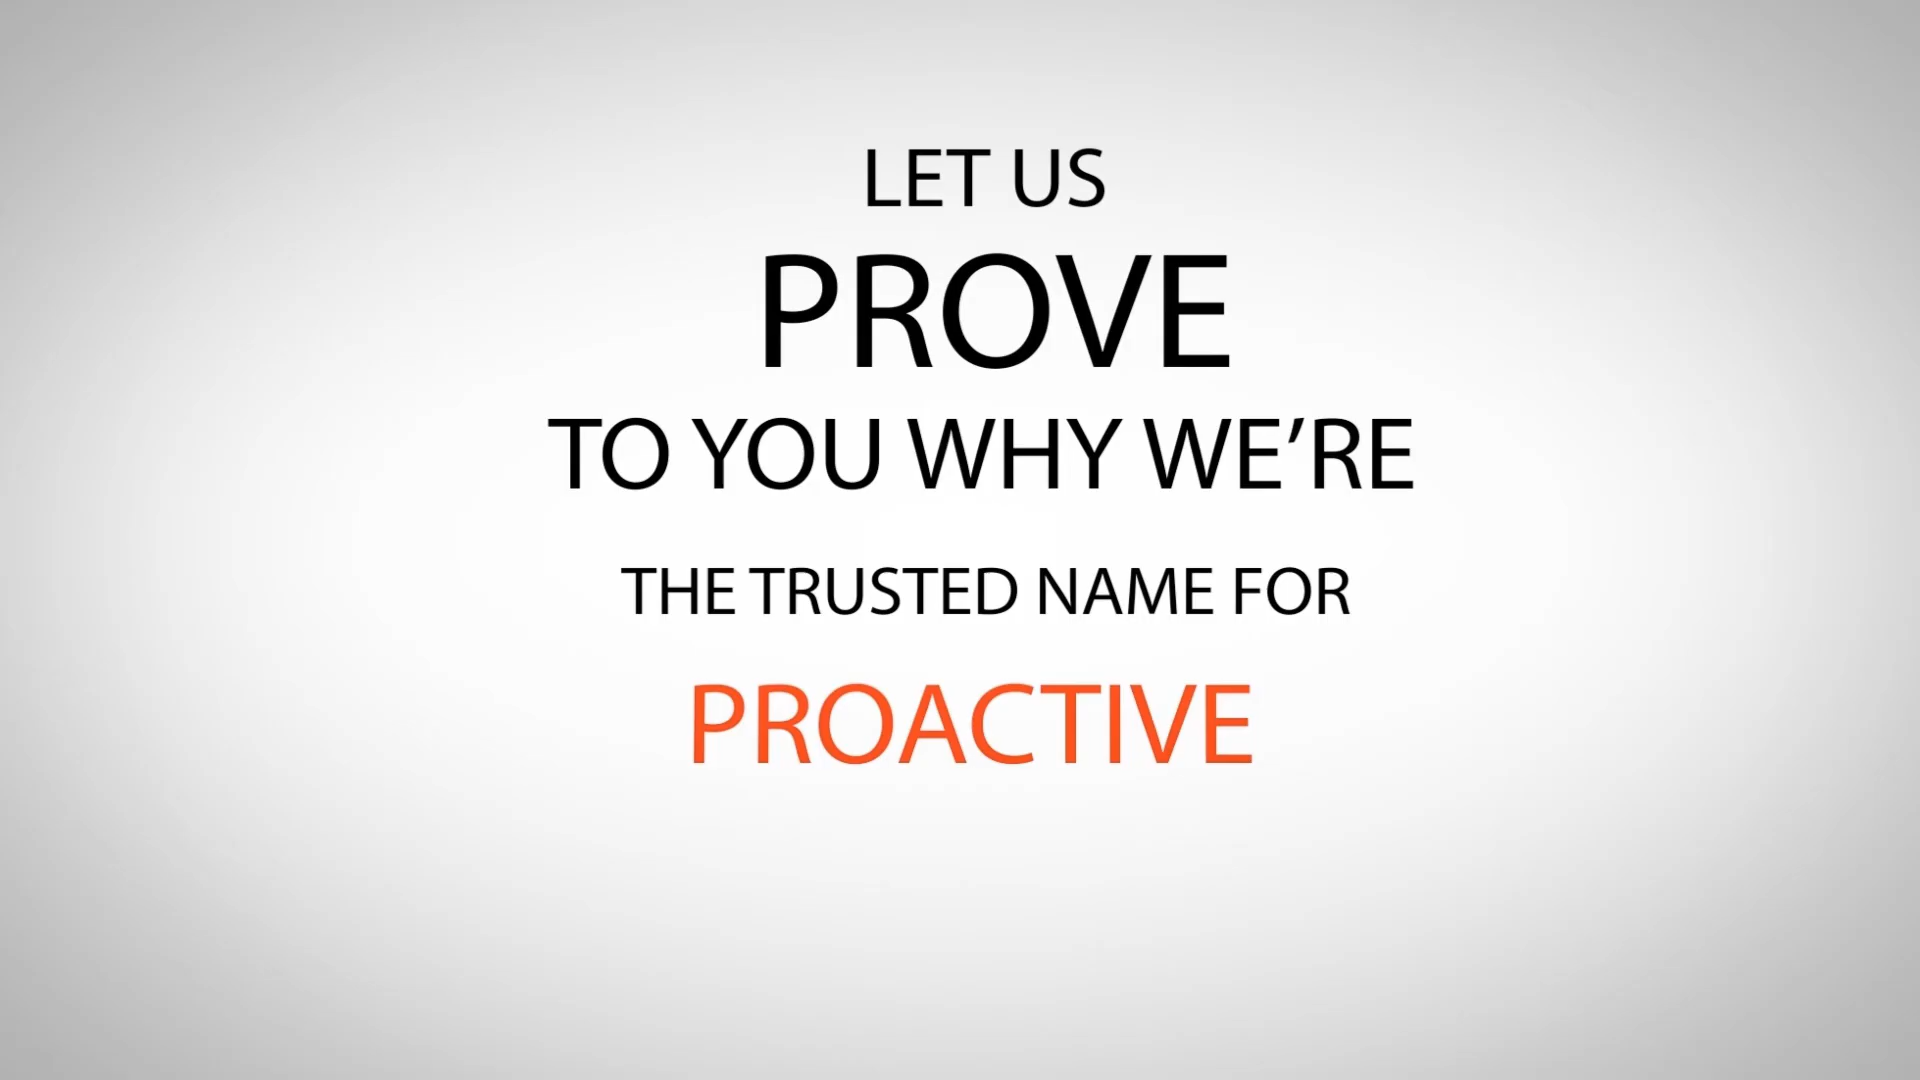 LET US
PROVE
TO YOU WHY WE’RE
THE TRUSTED NAME FOR
PROACTIVE